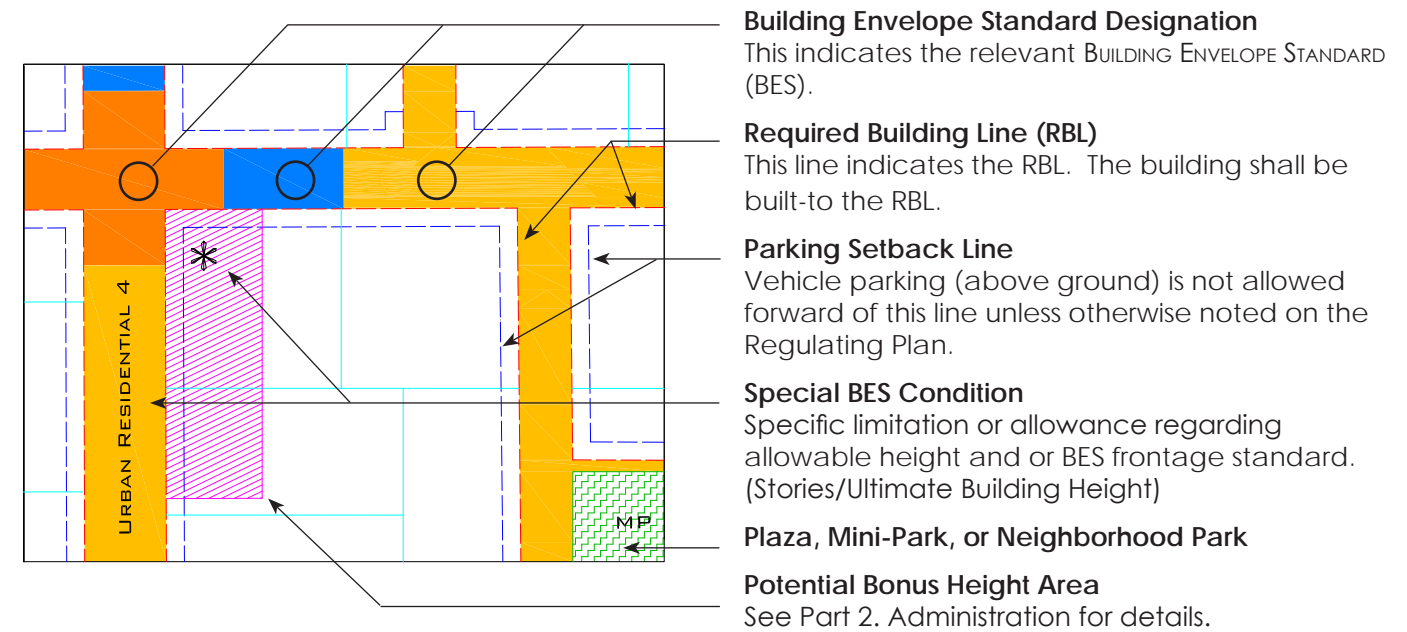 Building Envelope Standard Designation
This indicates the relevant Building Envelope Standard
(BES).
Required Building Line (RBL)
This line indicates the RBL.  The building shall be
built-to the RBL.
Parking Setback Line
Vehicle parking (above ground) is not allowed
forward of this line unless otherwise noted on the
Regulating Plan.
Special BES Condition
Specific limitation or allowance regarding
allowable height and or BES frontage standard.
(Stories/Ultimate Building Height)
Plaza, Mini-Park, or Neighborhood Park
Potential Bonus Height Area
See Part 2. Administration for details.
Urban Residential 4
*
MP